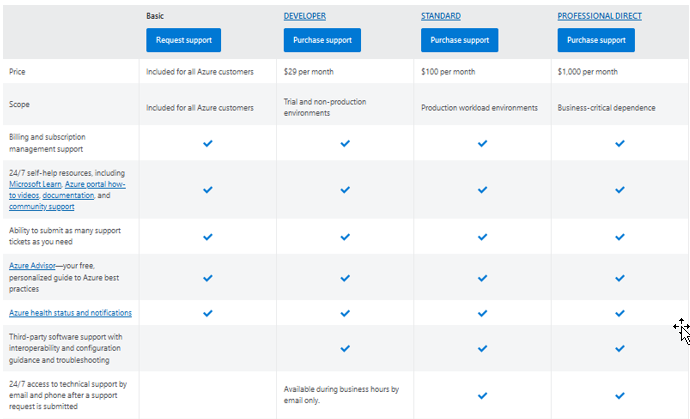 Basic DEVELOPER STANDARD PROFESSIONAL DIRECT
Request support Purchase support Purchase support Purchase support
Price Included for all Azure customers $29 per month $100 per month $1,000 per month
Scope Included for all Azure customers Trial and non-production environments Production workload environments Business-critical dependence
Billing and subscription
management support
24/7 self-help resources, including
Microsoft Learn, Azure portal how-
to videos, documentation, and
community support
Ability to submit as many support
tickets as you need
Azure Advisor—your free,
personalized guide to Azure best
practices
Azure health status and notifications
Third-party software support with
interoperability and configuration
guidance and troubleshooting
24/7 access to technical support by
email and phone after a support
request is submitted
Available during business hours by
email only.